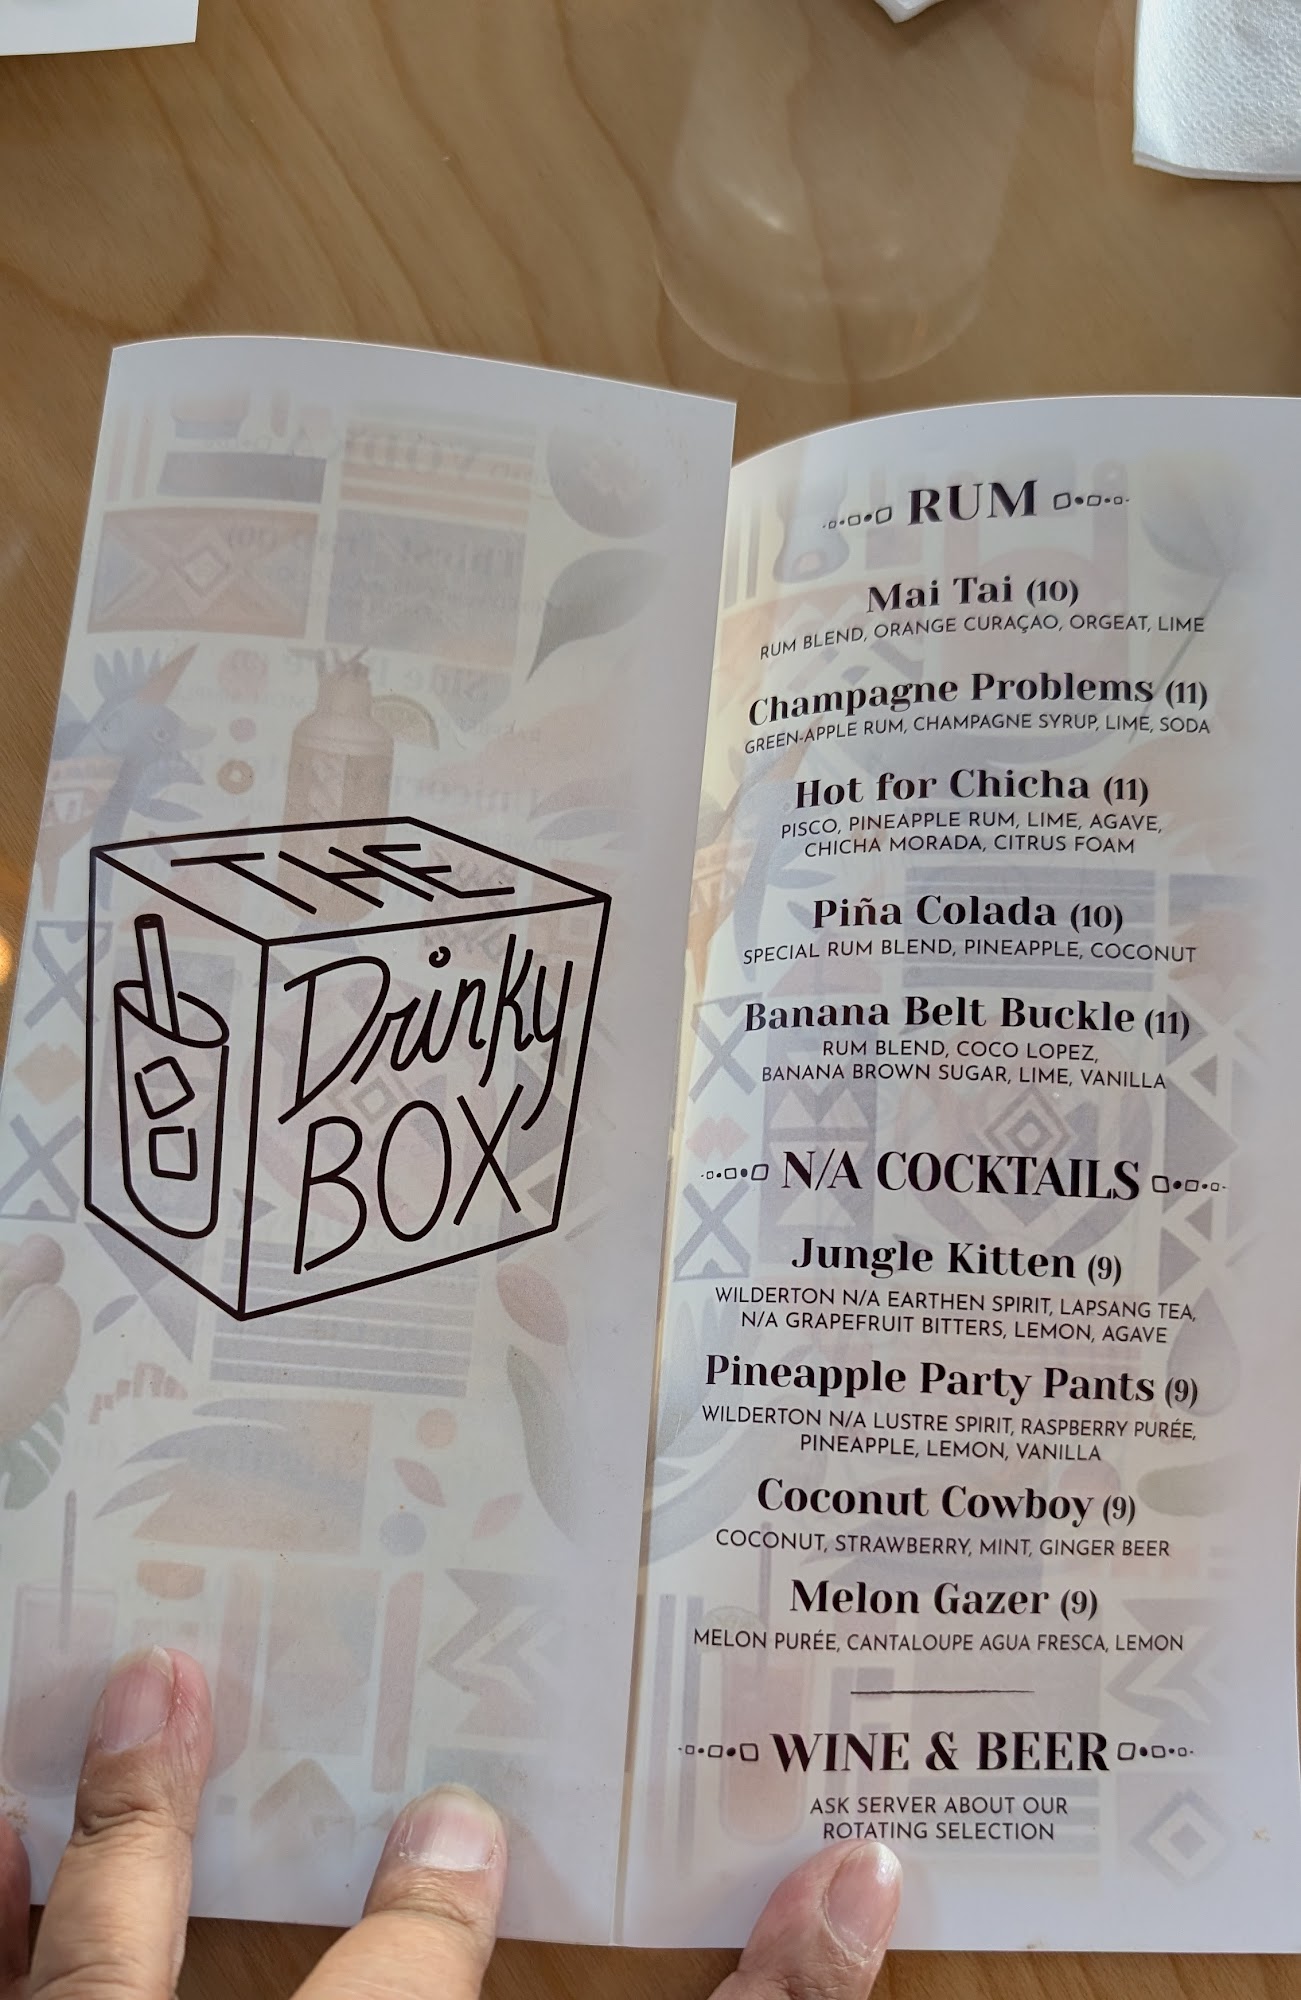 THE
Drinky
BOX
RUM
Mai Tai (10)
RUM BLEND, ORANGE CURAÇAO, ORGEAT, LIME
Champagne Problems (11)
GREEN-APPLE RUM, CHAMPAGNE SYRUP, LIME, SODA
Hot for Chicha (11)
PISCO, PINEAPPLE RUM, LIME, AGAVE,
CHICHA MORADA, CITRUS FOAM
Piña Colada (10)
SPECIAL RUM BLEND, PINEAPPLE, COCONUT
Banana Belt Buckle (11)
RUM BLEND, COCO LOPEZ,
BANANA BROWN SUGAR, LIME, VANILLA
N/A COCKTAILS
Jungle Kitten (9)
WILDERTON N/A EARTHEN SPIRIT, LAPSANG TEA,
N/A GRAPEFRUIT BITTERS, LEMON, AGAVE
Pineapple Party Pants (9)
WILDERTON N/A LUSTRE SPIRIT, RASPBERRY PURÉE,
PINEAPPLE, LEMON, VANILLA
Coconut Cowboy (9)
COCONUT, STRAWBERRY, MINT, GINGER BEER
Melon Gazer (9)
MELON PURÉE, CANTALOUPE AGUA FRESCA, LEMON
WINE & BEER
ASK SERVER ABOUT OUR
ROTATING SELECTION